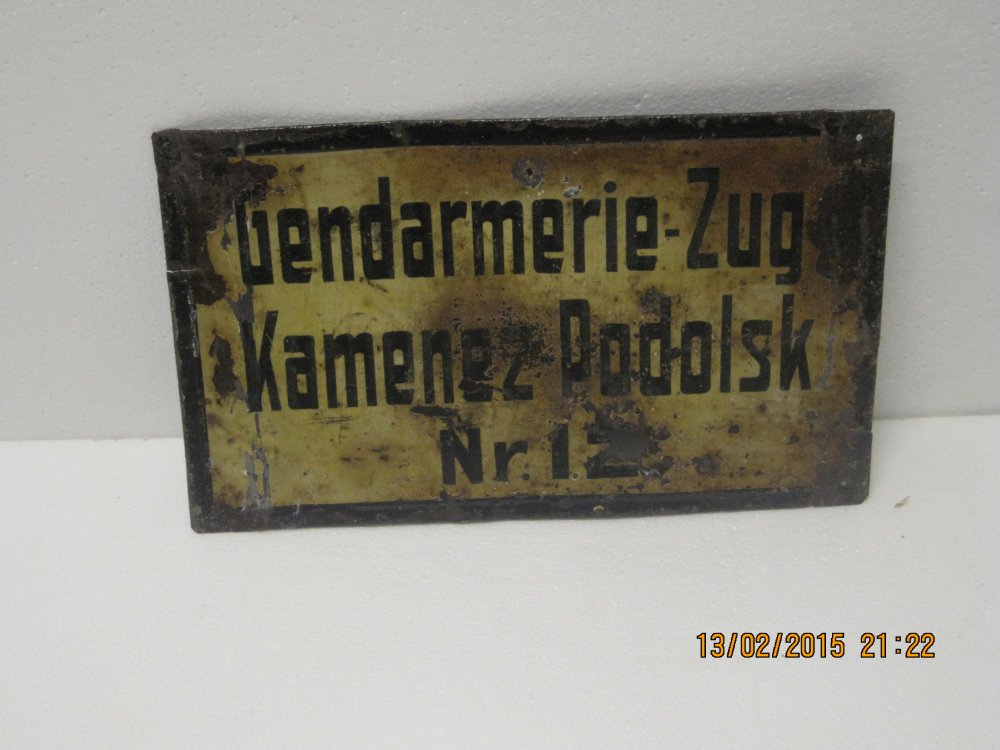 Gendarmerie-Zug
Kamenez-Podolsk
Nr. 12
13/02/2015 21:22